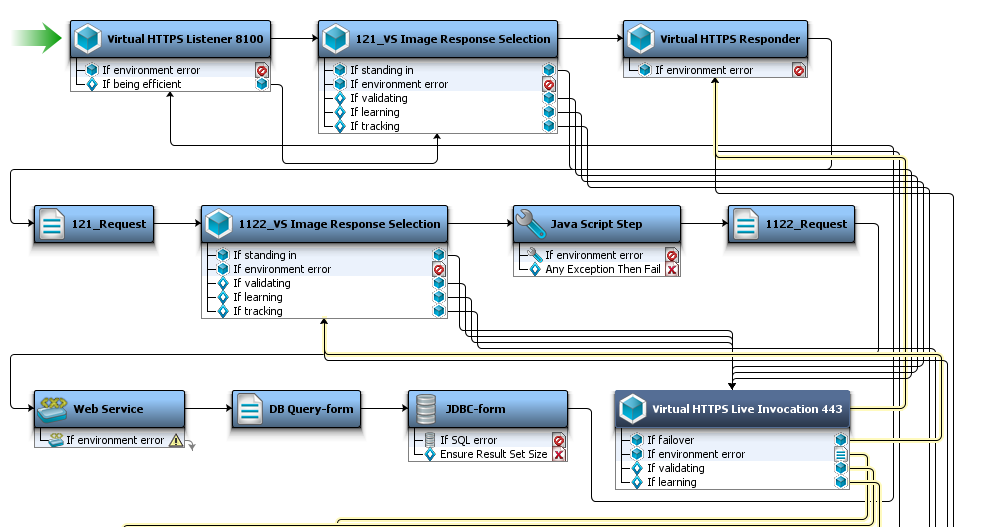 Virtual HTTPS Listener 8100
If environment error
If being efficient
121_VS Image Response Selection
If standing in
If environment error
If validating
If learning
If tracking
Virtual HTTPS Responder
If environment error
121_Request
1122_VS Image Response Selection
If standing in
If environment error
If validating
If learning
If tracking
Java Script Step
If environment error
Any Exception Then Fail
1122_Request
Web Service
If environment error
DB Query-form
JDBC-form
If SQL error
Ensure Result Set Size
Virtual HTTPS Live Invocation 443
If failover
If environment error
If validating
If learning